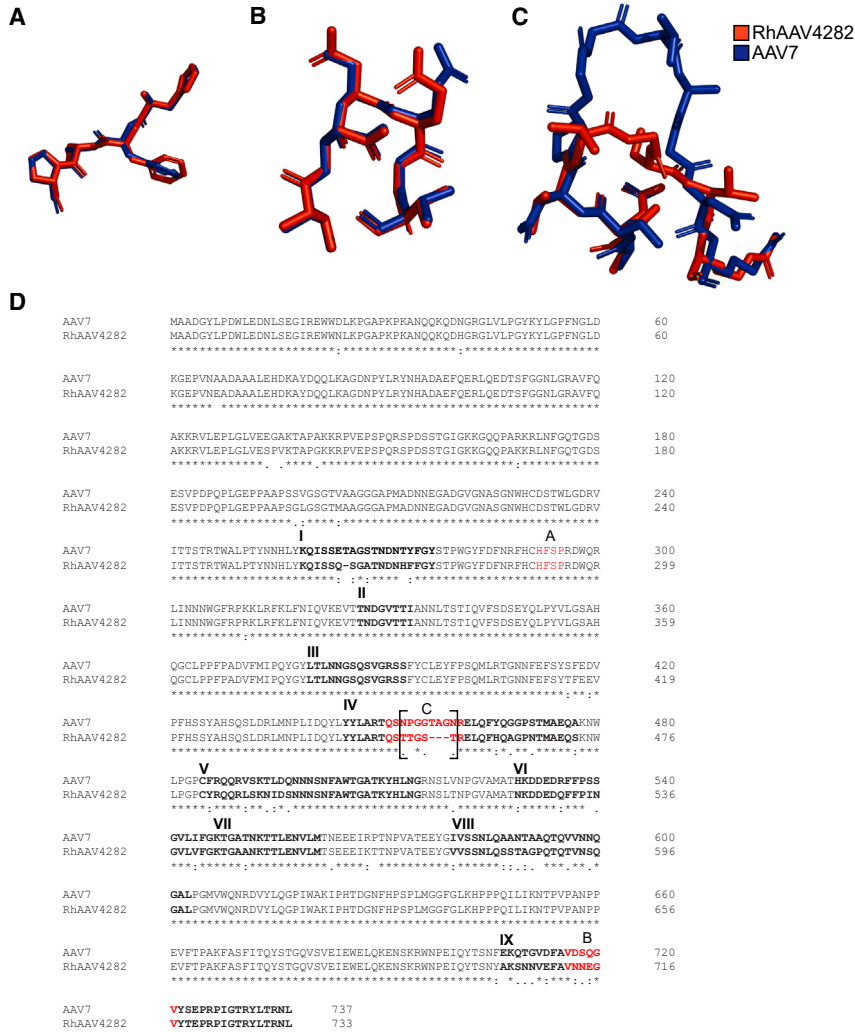 A
B
C
RhAAV4282
AAV7
D
AAV7 MAADGYLPDWLEDNLSEGIREWWDLKPGAPKPKANQQKQDNGRGLVLPGYKYLGPFNGLD 60
RhAAV4282 MAADGYLPDWLEDNLSEGIREWWNLKPGAPKPKANQQKQDHGRGLVLPGYKYLGPFNGLD 60
AAV7 KGEPVNAADAAALEHDKAYDQQLKAGDNPYLRYNHADAEFQERLQEDTSFGGNLGRAVFQ 120
RhAAV4282 KGEPVNEADAAALEHDKAYDQQLKAGDNPYLRYNHADAEFQERLQEDTSFGGNLGRAVFQ 120
AAV7 AKKRVLEPLGLVEEGAKTAPAKKRPVEPSPQRSPDSSTGIGKKGQQPARKRLNFGQTGDS 180
RhAAV4282 AKKRVLEPLGLVESPVKTAPGKKRPVEPSPQRSPDSSTGIGKKGQQPAKKRLNFGQTGDS 180
AAV7 ESVPDPQPLGEPPAAPSSVGSGTVAAGGGAPMADNNEGADGVGNASGNWHCDSTWLGDRV 240
RhAAV4282 ESVPDPQPIGEPPAAPSGLGSGTMAAGGGAPMADNNEGADGVGNASGNWHCDSTWLGDRV 240
I A
AAV7 ITTSTRTWALPTYNNHLYKQISSETAGSTNDNTYFGYSTPWGYFDFNRFHCHFSPRDWQR 300
RhAAV4282 ITTSTRTWALPTYNNHLYKQISSQ-SGATNDNHFFGYSTPWGYFDFNRFHCHFSPRDWQR 299
II
AAV7 LINNNWGFRPKKLRFKLFNIQVKEVTTNDGVTTIANNLTSTIQVFSDSEYQLPYVLGSAH 360
RhAAV4282 LINNNWGFRPRKLRFKLFNIQVKEVTTNDGVTTIANNLTSTIQVFSDSEYQLPYVLGSAH 359
III
AAV7 QGCLPPFPADVFMIPQYGYLTLNNGSQSVGRSSFYCLEYFPSQMLRTGNNFEFSYSFEDV 420
RhAAV4282 QGCLPPFPADVFMIPQYGYLTLNNGSQSVGRSSFYCLEYFPSQMLRTGNNFEFSYTFEEV 419
IV C
AAV7 PFHSSYAHSQSLDRLMNPLIDQYLYYLARTQSNPGGTAGNRELQFYQGGPSTMAEQAKNW 480
RhAAV4282 PFHSSYAHSQSLDRLMNPLIDQYLYYLARTQSTTGS---TRELQFHQAGPNTMAEQSKNW 476
V VI
AAV7 LPGPCFRQQRVSKTLDQNNNSNFAWTGATKYHLNGRNSLVNPGVAMATHKDDEDRFFPSS 540
RhAAV4282 LPGPCYRQQRLSKNIDSNNNSNFAWTGATKYHLNGRNSLTNPGVAMATNKDDEDQFFPIN 536
VII VIII
AAV7 GVLIFGKTGATNKTTLENVLMTNEEEIRPTNPVATEEYGIVSSNLQAANTAAQTQVVNNQ 600
RhAAV4282 GVLVFGKTGAANKTTLENVLMTSEEEIKTTNPVATEEYGVVSSNLQSSTAGPQTQTVNSQ 596
AAV7 GALPGMVWQNRDVYLQGPIWAKIPHTDGNFHPSPLMGGFGLKHPPPQILIKNTPVPANPP 660
RhAAV4282 GALPGMVWQNRDVYLQGPIWAKIPHTDGNFHPSPLMGGFGLKHPPPQILIKNTPVPANPP 656
IX B
AAV7 EVFTPAKFASFITQYSTGQVSVEIEWELQKENSKRWNPEIQYTSNFEKQTGVDFAVDSQG 720
RhAAV4282 EVFTPAKFASFITQYSTGQVSVEIEWELQKENSKRWNPEIQYTSNYAKSNNVEFAVNNEG 716
AAV7 VYSEPRPIGTRYLTRNL 737
RhAAV4282 VYTEPRPIGTRYLTRNL 733